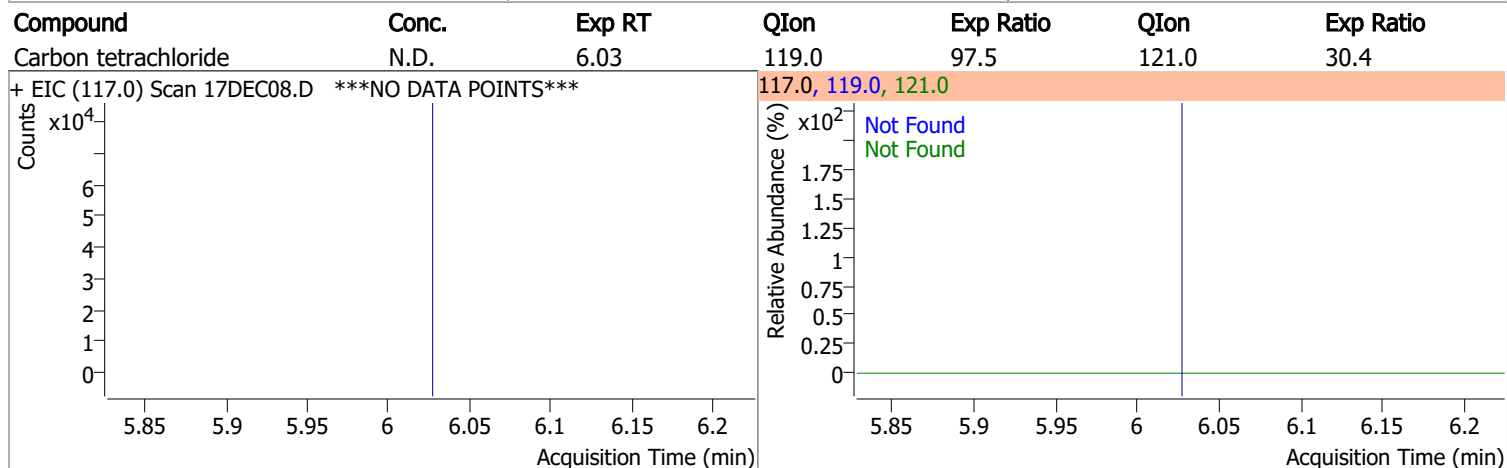 Compound Conc. Exp RT QIon Exp Ratio QIon Exp Ratio
Carbon tetrachloride N.D. 6.03 119.0 97.5 121.0 30.4
+ EIC (117.0) Scan 17DEC08.D ***NO DATA POINTS***
Counts
x10⁴
6
5
4
3
2
1
0
5.85 5.9 5.95 6 6.05 6.1 6.15 6.2
Acquisition Time (min)
117.0, 119.0, 121.0
Relative Abundance (%)
x10²
Not Found
Not Found
1.75
1.5
1.25
1
0.75
0.5
0.25
0
5.85 5.9 5.95 6 6.05 6.1 6.15 6.2
Acquisition Time (min)